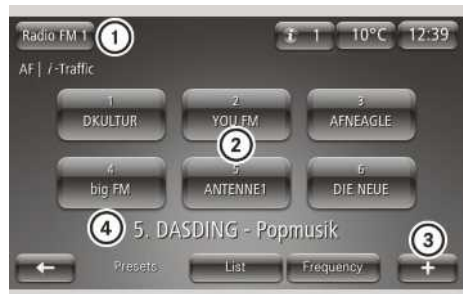 Radio FM 1 1 i 1 10°C 12:39
AF | i-Traffic
1 2 3
DKULTUR YOU FM AFNEAGLE
2
4 5 6
big FM ANTENNE1 DIE NEUE
4 5. DASDING - Popmusik 3
Presets List Frequency +